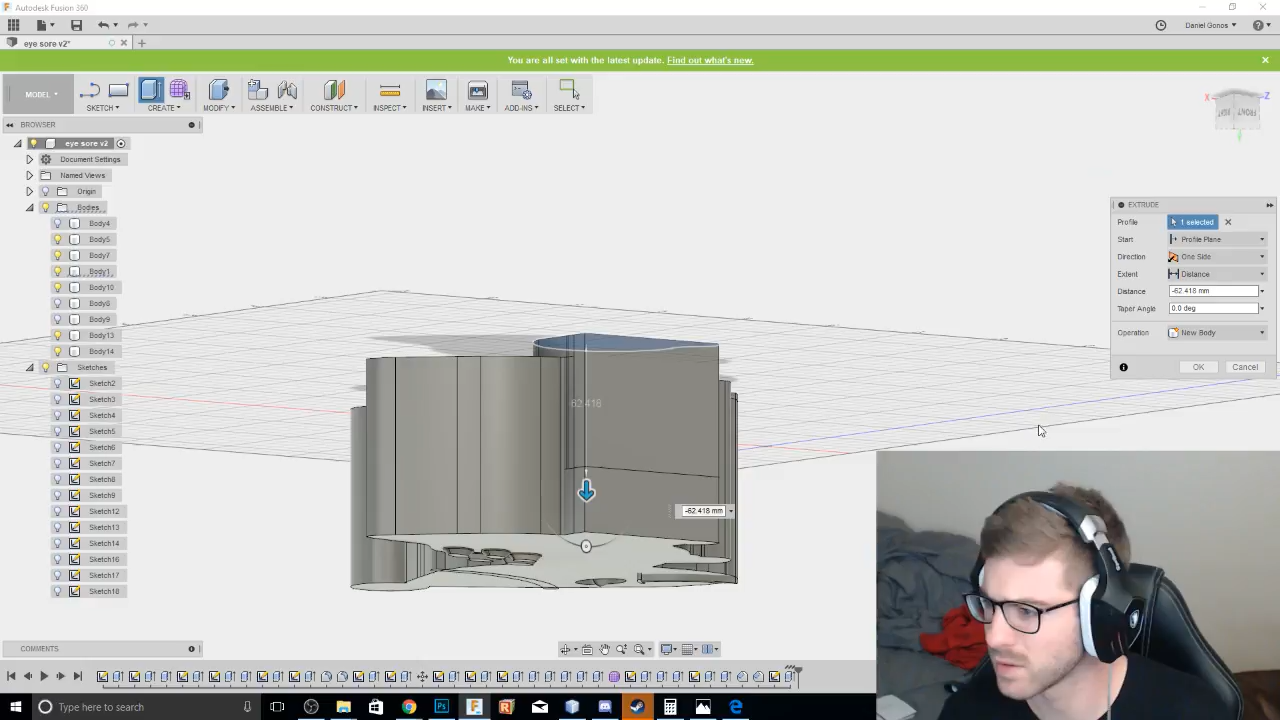 Autodesk Fusion 360
Daniel Gonos
eye sore v2*
You are all set with the latest update. Find out what's new.
MODEL
SKETCH
CREATE
MODIFY
ASSEMBLE
CONSTRUCT
INSPECT
INSERT
MAKE
ADD-INS
SELECT
X
Z
FRONT
BROWSER
eye sore v2
Document Settings
Named Views
Origin
Bodies
Body4
Body5
Body7
Body1
Body10
Body8
Body9
Body13
Body14
Sketches
Sketch2
Sketch3
Sketch4
Sketch5
Sketch6
Sketch7
Sketch8
Sketch9
Sketch12
Sketch13
Sketch14
Sketch16
Sketch17
Sketch18
EXTRUDE
Profile 1 selected
Start Profile Plane
Direction One Side
Extent Distance
Distance -62.418 mm
Taper Angle 0.0 deg
Operation New Body
OK Cancel
-62.418
-62.418 mm
COMMENTS
Type here to search